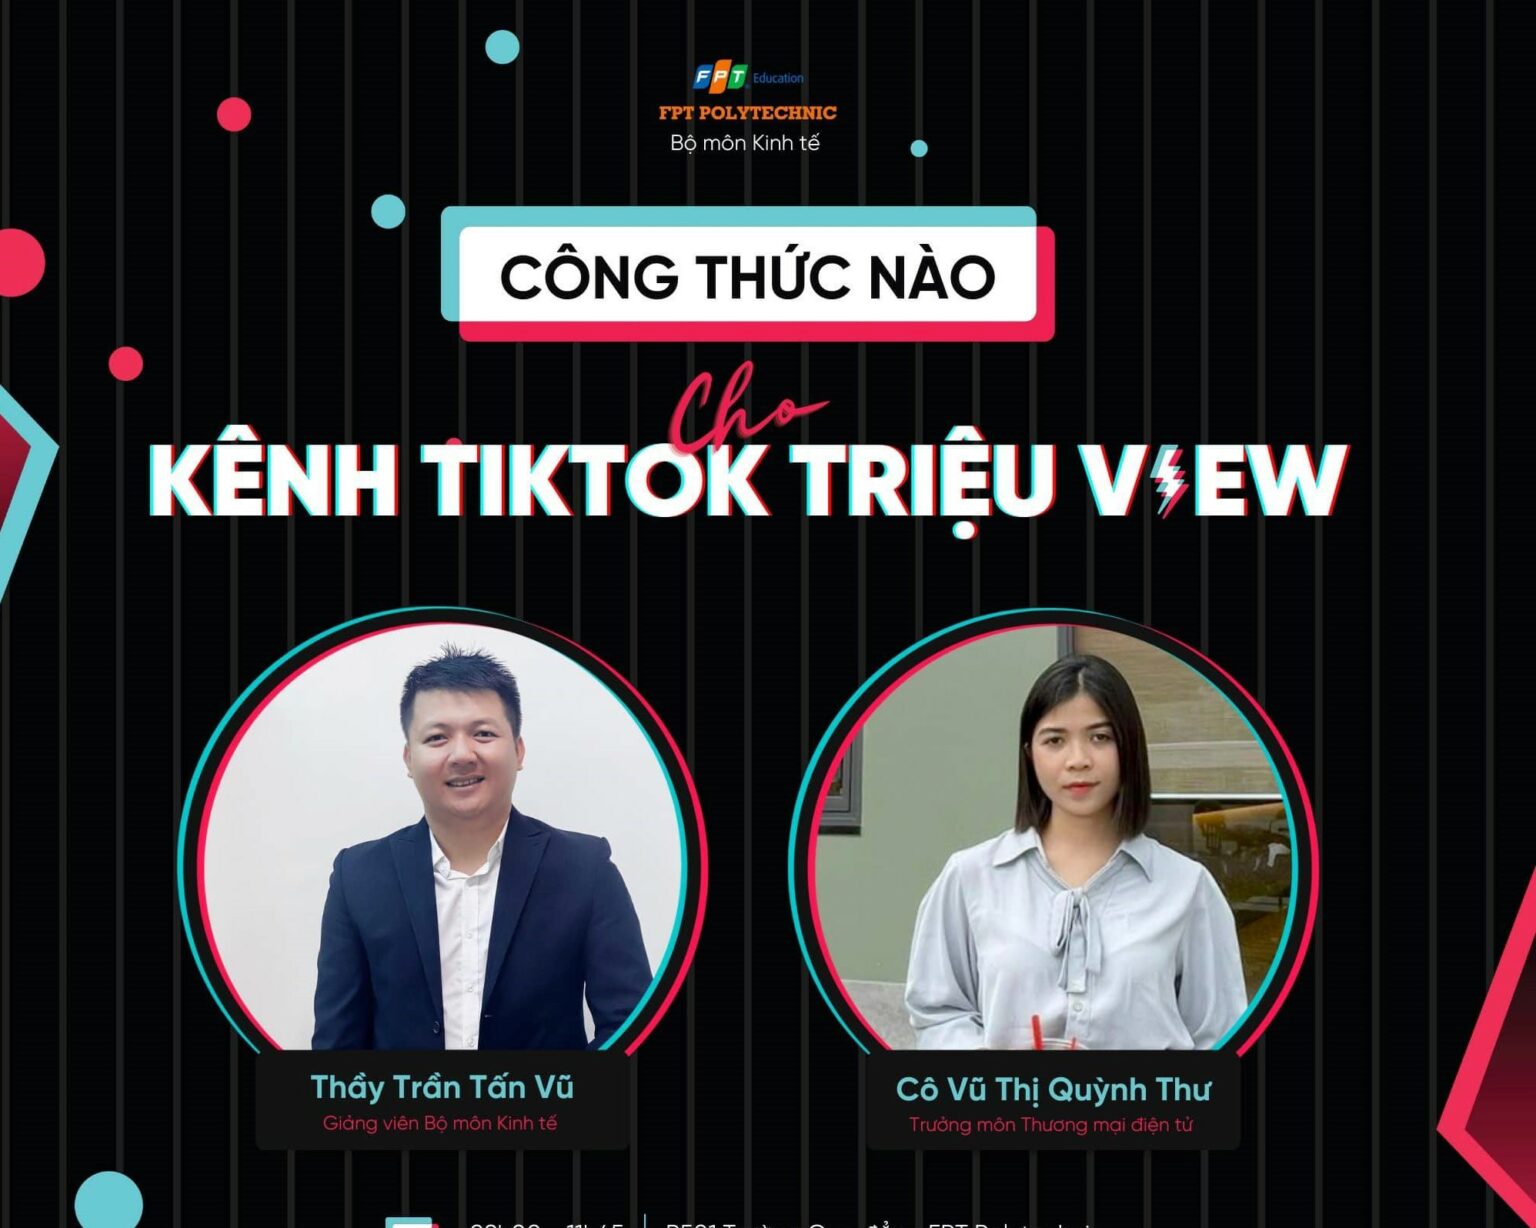 FPT Education
FPT POLYTECHNIC
Bộ môn Kinh tế
CÔNG THỨC NÀO
Cho
KÊNH TIKTOK TRIỆU VIEW
Thầy Trần Tấn Vũ
Giảng viên Bộ môn Kinh tế
Cô Vũ Thị Quỳnh Thư
Trưởng môn Thương mại điện tử